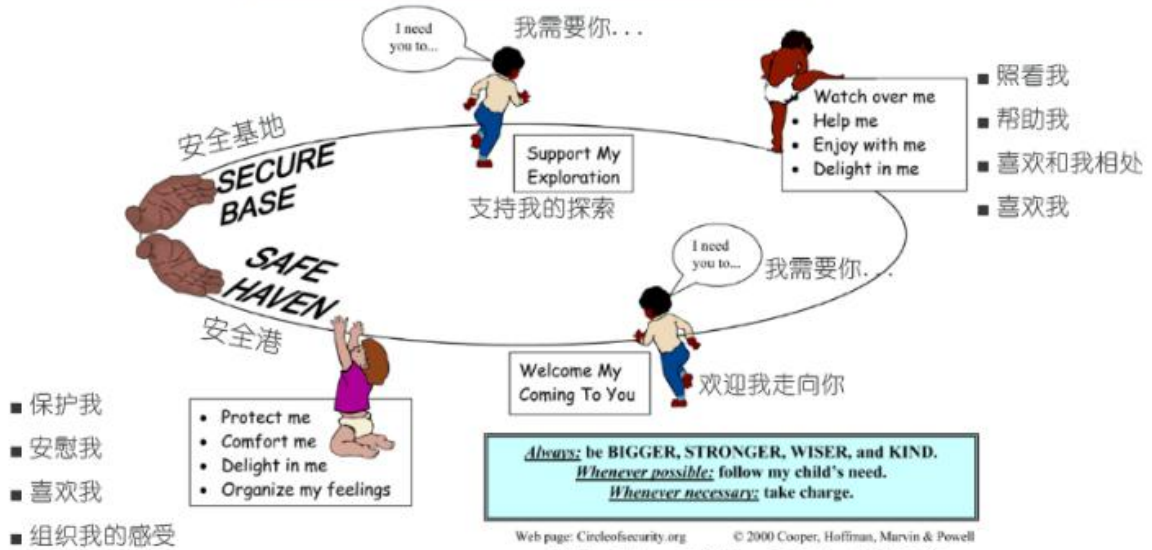 I need
you to...
我需要你...
安全基地
SECURE
BASE
Support My
Exploration
支持我的探索
Watch over me
• Help me
• Enjoy with me
• Delight in me
■ 照看我
■ 帮助我
■ 喜欢和我相处
■ 喜欢我
I need
you to...
我需要你...
SAFE
HAVEN
安全港
Welcome My
Coming To You
欢迎我走向你
■ 保护我
■ 安慰我
■ 喜欢我
■ 组织我的感受
• Protect me
• Comfort me
• Delight in me
• Organize my feelings
Always: be BIGGER, STRONGER, WISER, and KIND.
Whenever possible: follow my child's need.
Whenever necessary: take charge.
Web page: Circleofsecurity.org © 2000 Cooper, Hoffman, Marvin & Powell